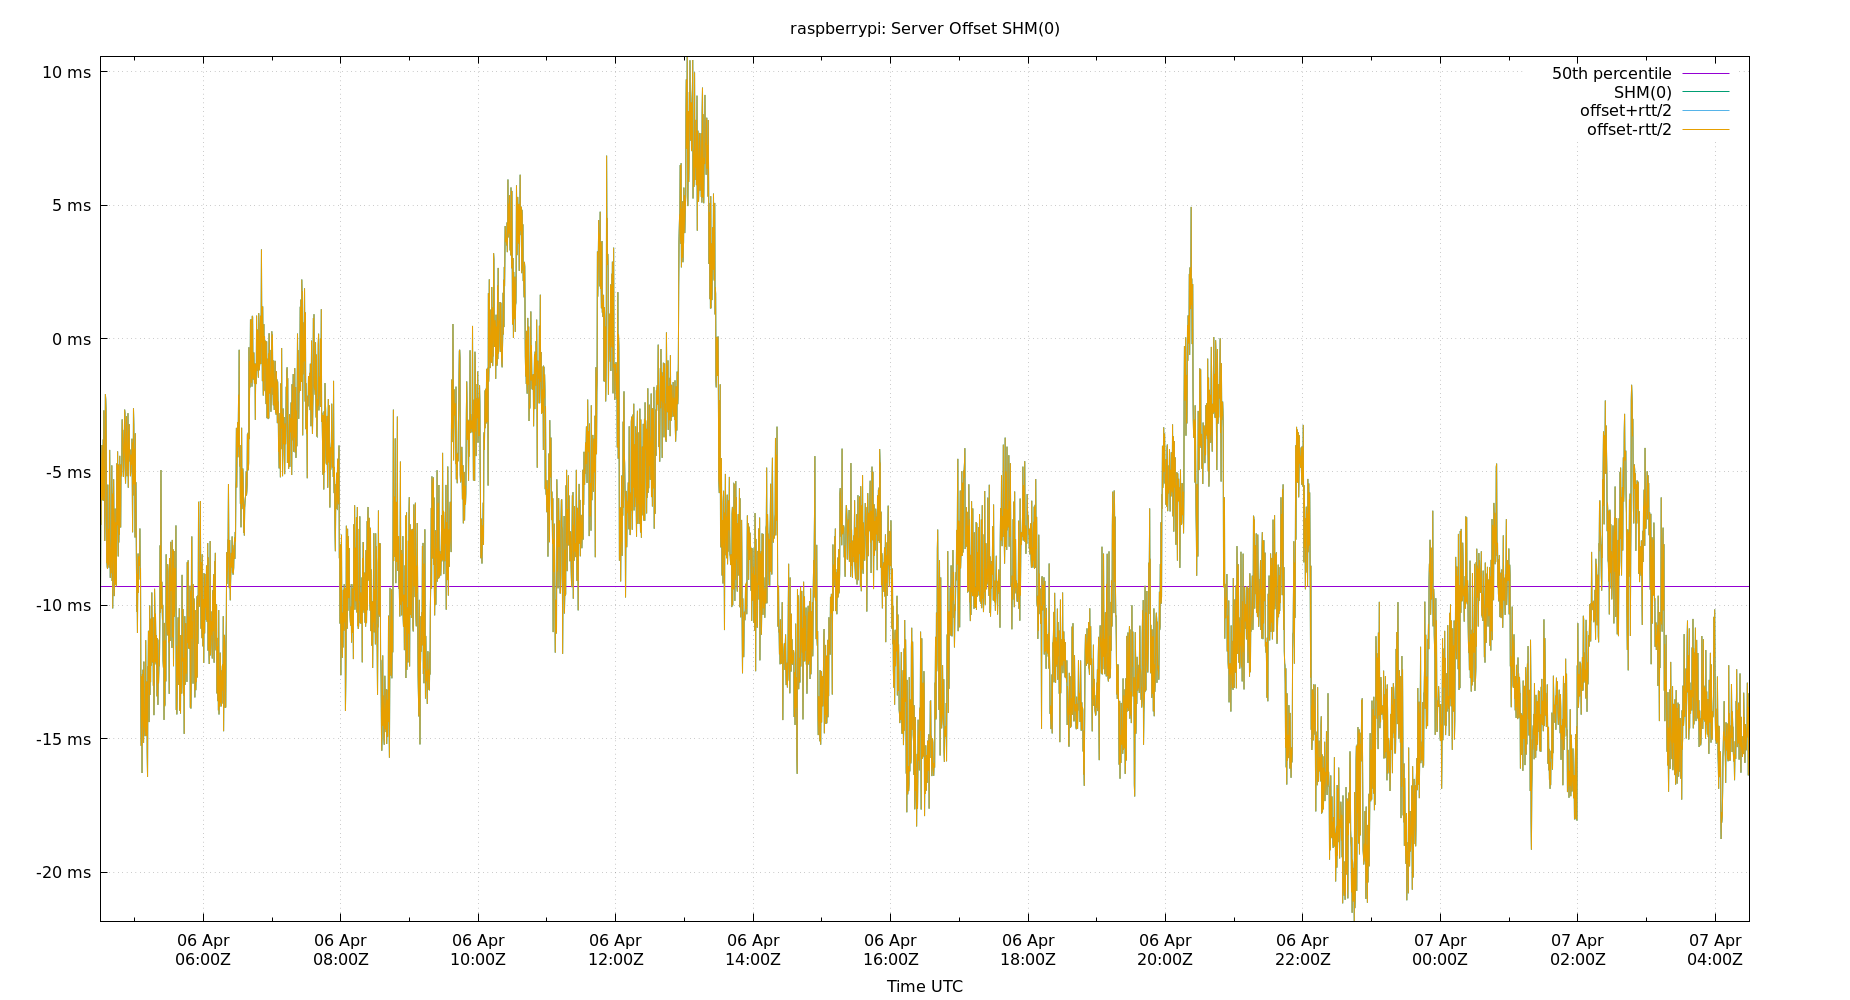 raspberrypi: Server Offset SHM(0)
10 ms
5 ms
0 ms
-5 ms
-10 ms
-15 ms
-20 ms
50th percentile
SHM(0)
offset+rtt/2
offset-rtt/2
06 Apr 06 Apr 06 Apr 06 Apr 06 Apr 06 Apr 06 Apr 06 Apr 06 Apr 07 Apr 07 Apr 07 Apr
06:00Z 08:00Z 10:00Z 12:00Z 14:00Z 16:00Z 18:00Z 20:00Z 22:00Z 00:00Z 02:00Z 04:00Z
Time UTC